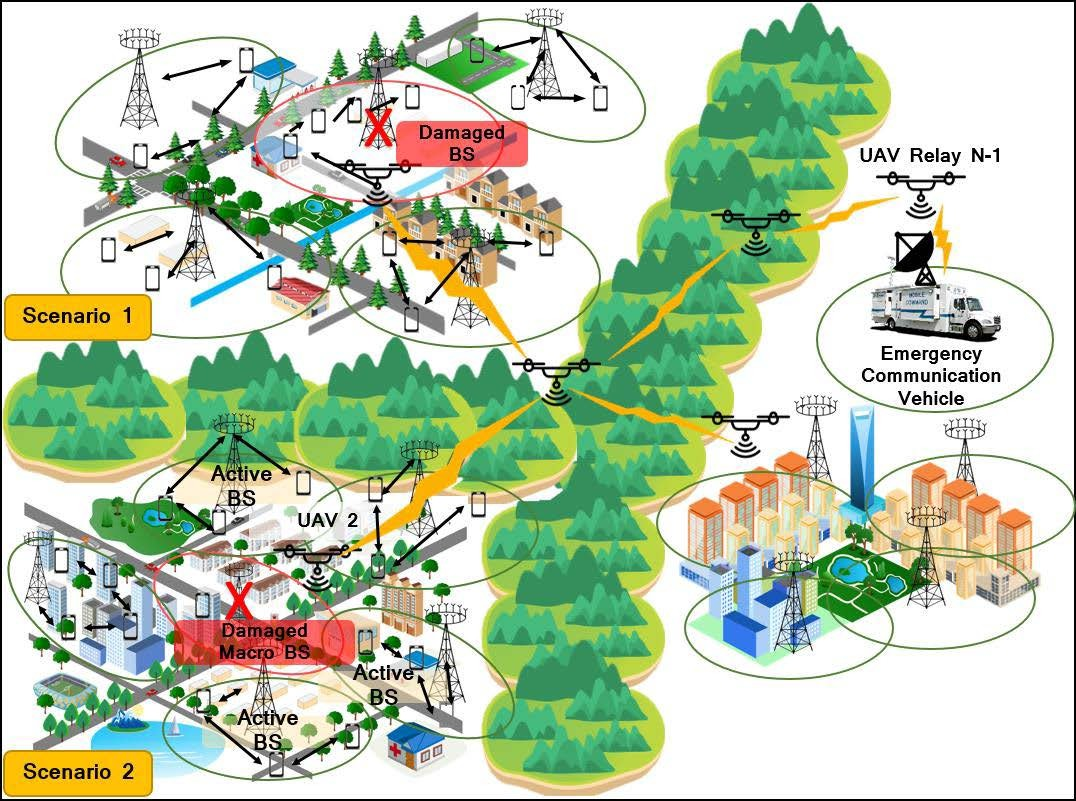 Damaged
BS
UAV Relay N-1
MOBILE
COMMAND
Scenario 1
Emergency
Communication
Vehicle
Active
BS
UAV 2
Damaged
Macro BS
Active
BS
Active
BS
Scenario 2